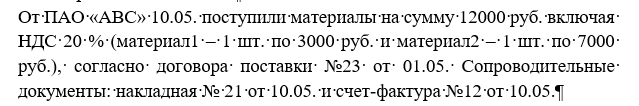 От ПАО «АВС» 10.05. поступили материалы на сумму 12000 руб. включая
НДС 20 % (материал1 – 1 шт. по 3000 руб. и материал2 – 1 шт. по 7000
руб.), согласно договора поставки №23 от 01.05. Сопроводительные
документы: накладная № 21 от 10.05. и счет-фактура №12 от 10.05.¶